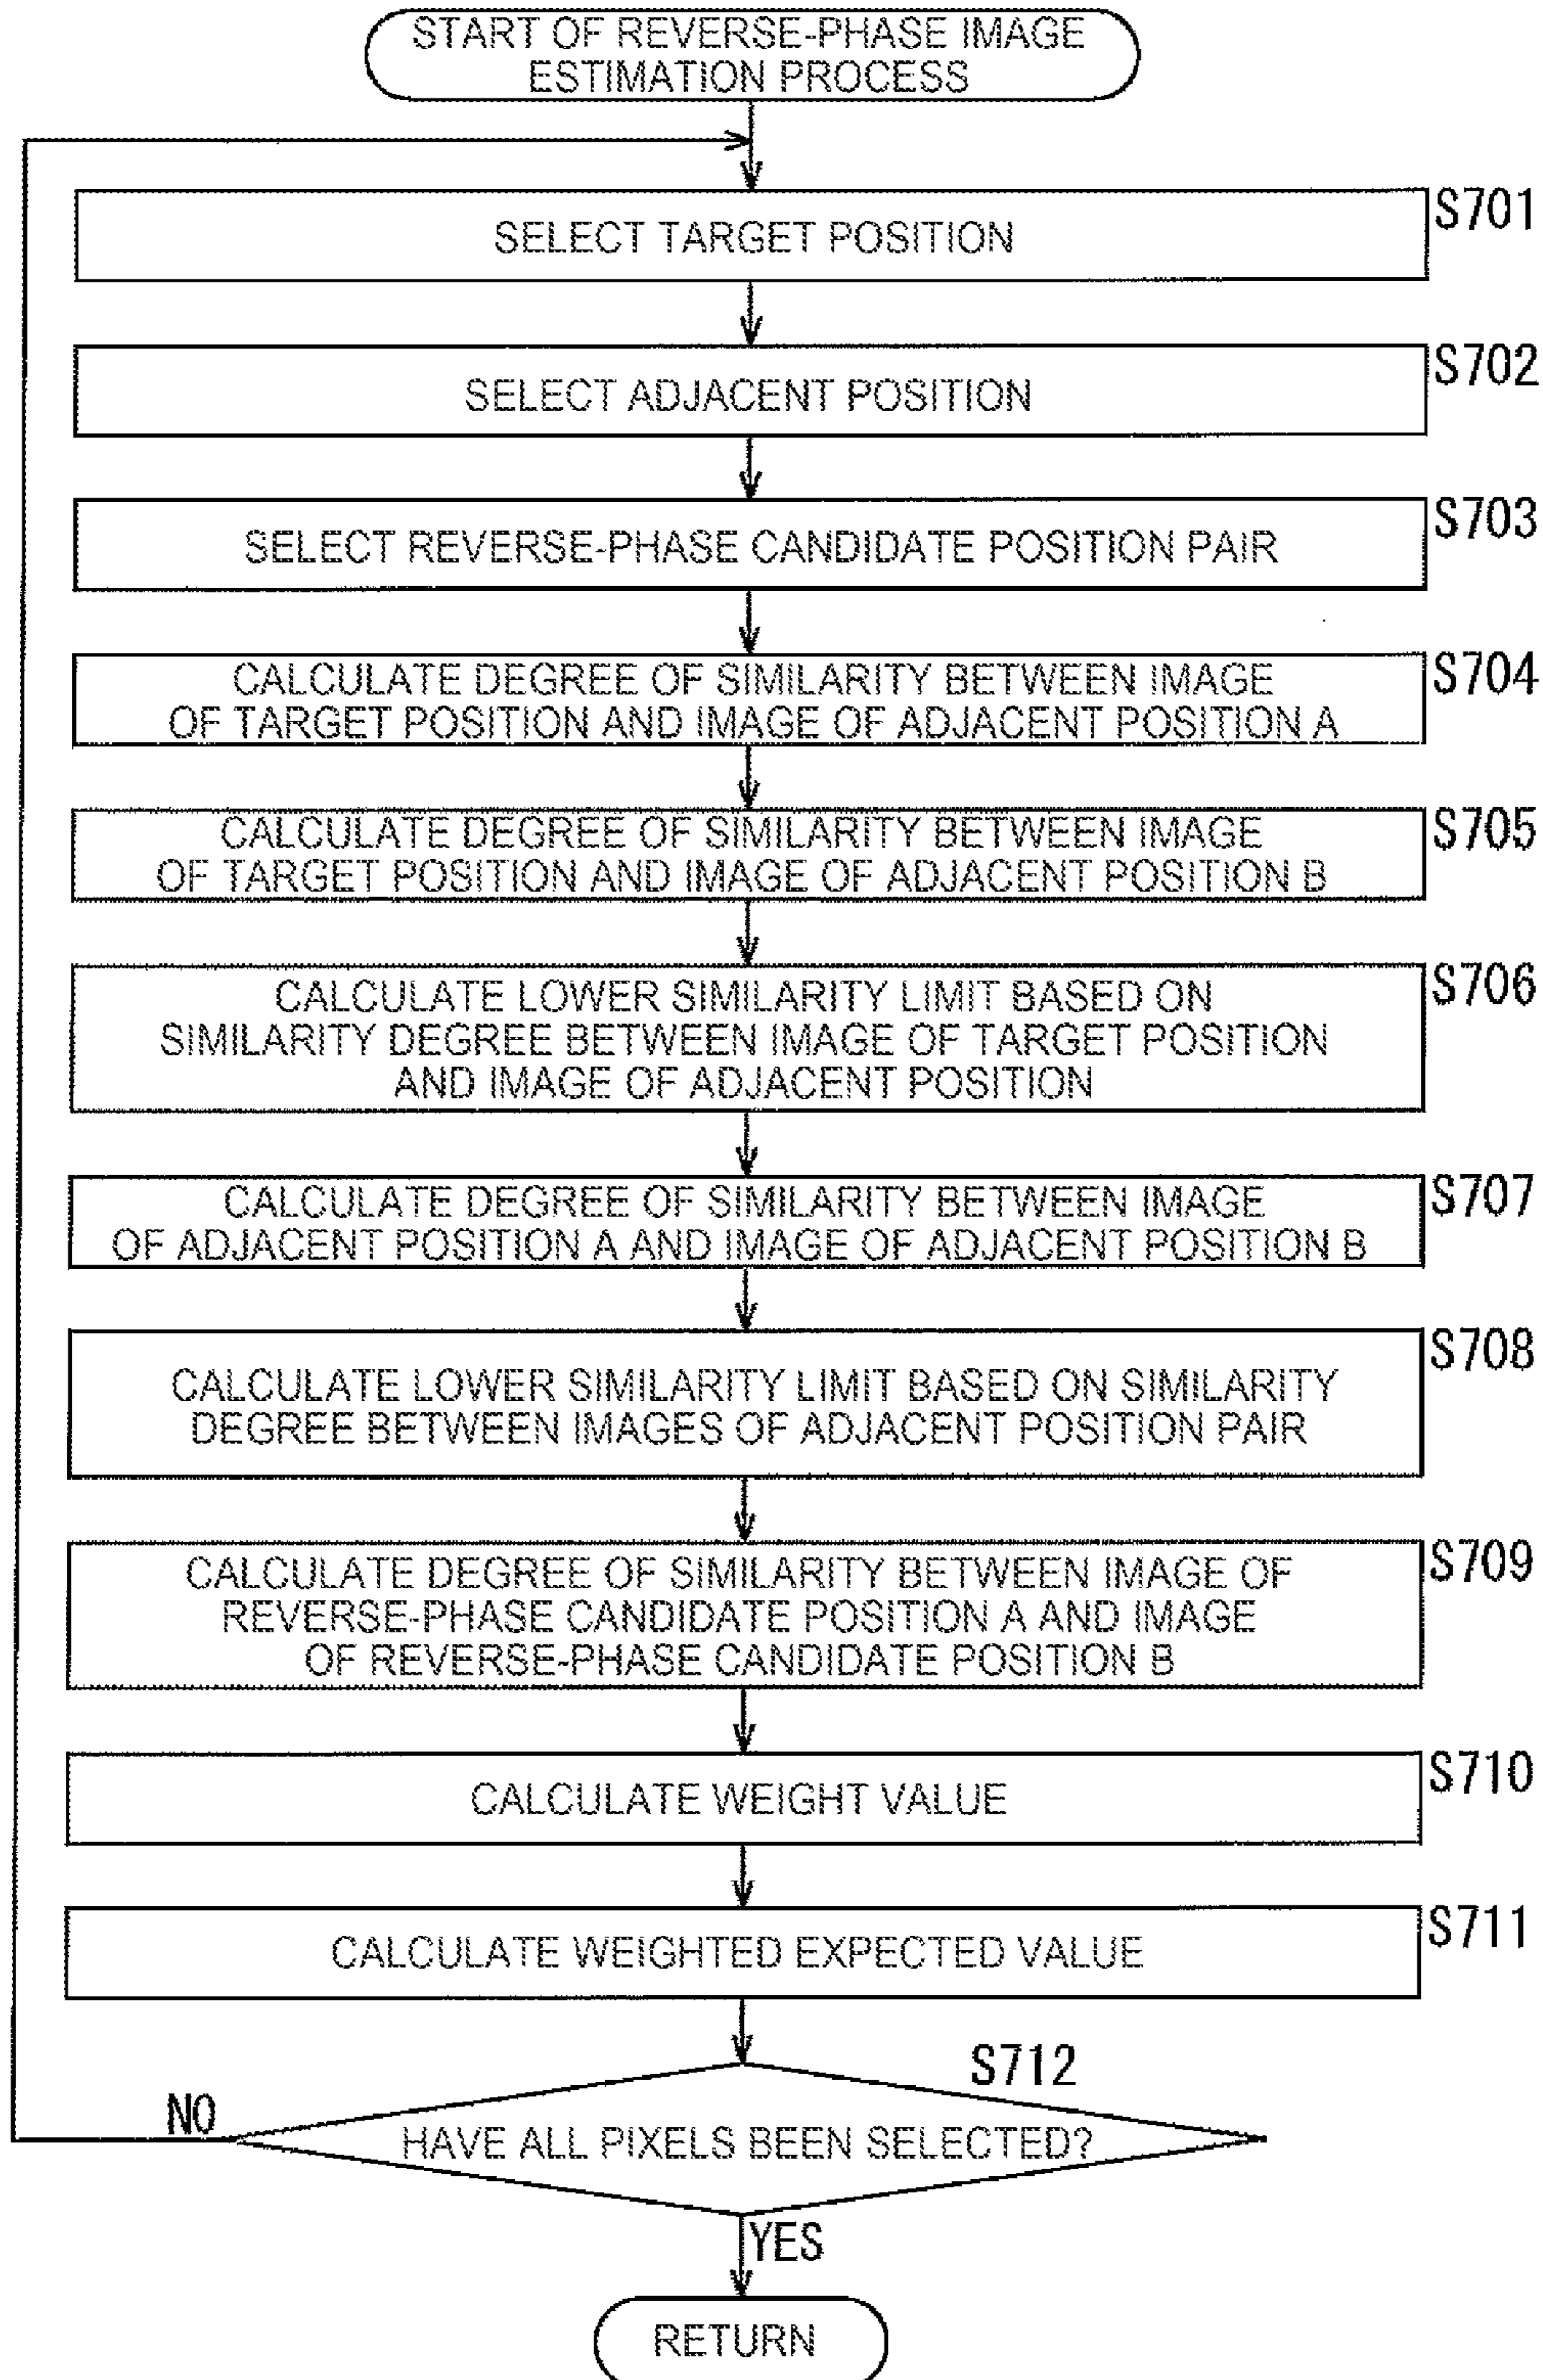 START OF REVERSE-PHASE IMAGE
ESTIMATION PROCESS
S701
SELECT TARGET POSITION
S702
SELECT ADJACENT POSITION
S703
SELECT REVERSE-PHASE CANDIDATE POSITION PAIR
S704
CALCULATE DEGREE OF SIMILARITY BETWEEN IMAGE
OF TARGET POSITION AND IMAGE OF ADJACENT POSITION A
S705
CALCULATE DEGREE OF SIMILARITY BETWEEN IMAGE
OF TARGET POSITION AND IMAGE OF ADJACENT POSITION B
S706
CALCULATE LOWER SIMILARITY LIMIT BASED ON
SIMILARITY DEGREE BETWEEN IMAGE OF TARGET POSITION
AND IMAGE OF ADJACENT POSITION
S707
CALCULATE DEGREE OF SIMILARITY BETWEEN IMAGE
OF ADJACENT POSITION A AND IMAGE OF ADJACENT POSITION B
S708
CALCULATE LOWER SIMILARITY LIMIT BASED ON SIMILARITY
DEGREE BETWEEN IMAGES OF ADJACENT POSITION PAIR
S709
CALCULATE DEGREE OF SIMILARITY BETWEEN IMAGE OF
REVERSE-PHASE CANDIDATE POSITION A AND IMAGE
OF REVERSE-PHASE CANDIDATE POSITION B
S710
CALCULATE WEIGHT VALUE
S711
CALCULATE WEIGHTED EXPECTED VALUE
S712
NO
HAVE ALL PIXELS BEEN SELECTED?
YES
RETURN